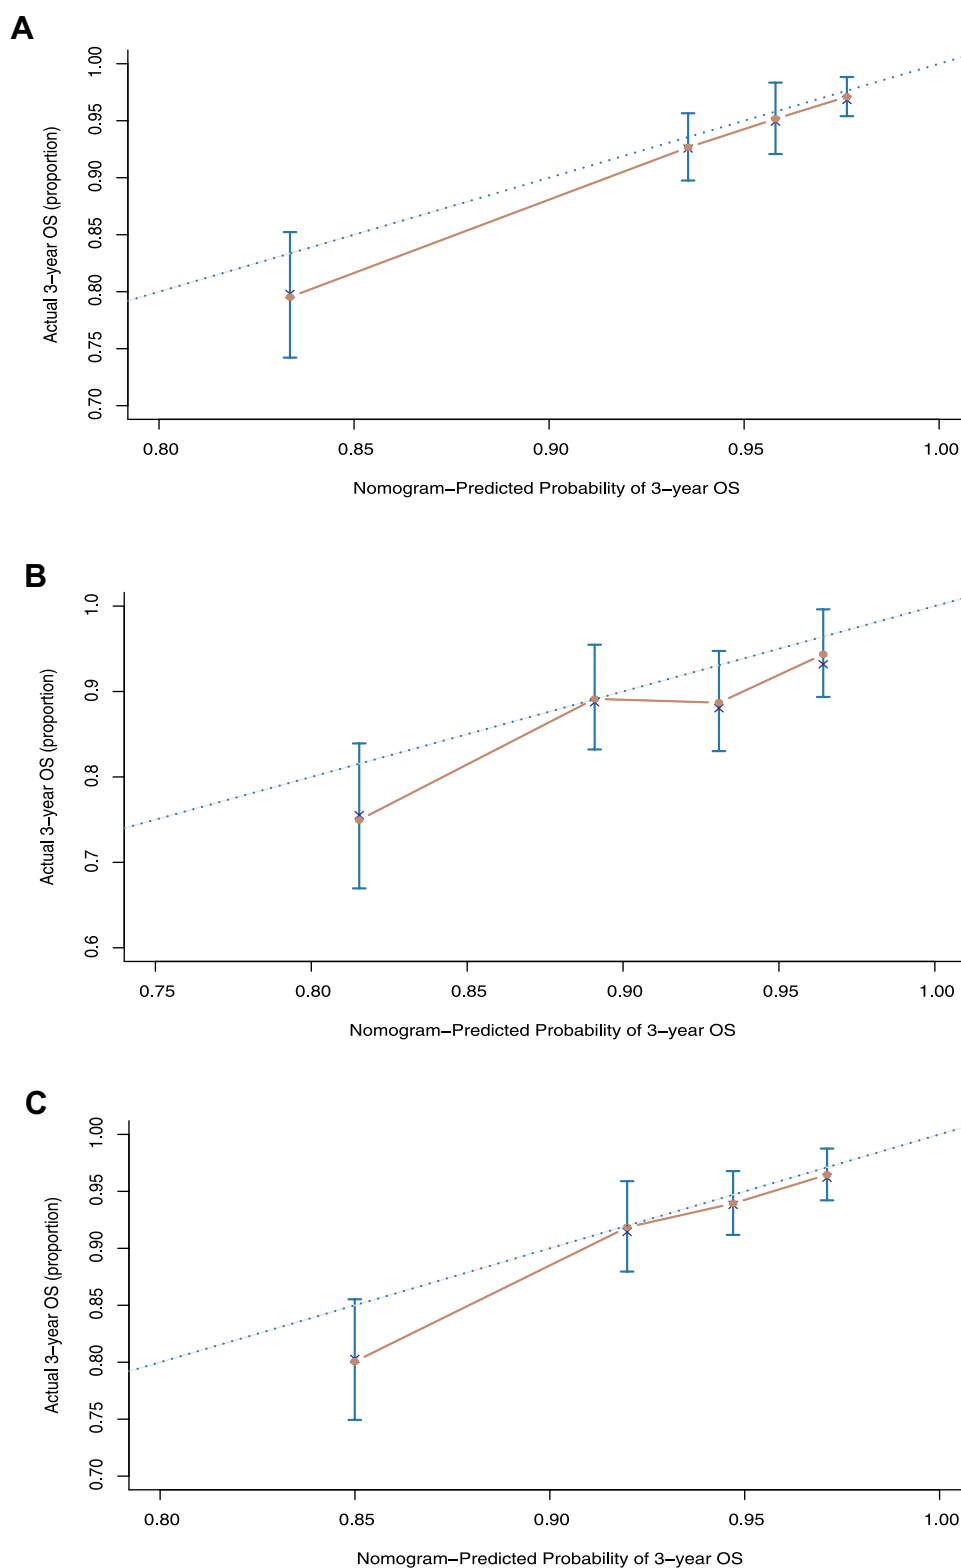 A
Actual 3−year OS (proportion)
1.00
0.95
0.90
0.85
0.80
0.75
0.70
0.80 0.85 0.90 0.95 1.00
Nomogram−Predicted Probability of 3−year OS
B
Actual 3−year OS (proportion)
1.0
0.9
0.8
0.7
0.6
0.75 0.80 0.85 0.90 0.95 1.00
Nomogram−Predicted Probability of 3−year OS
C
Actual 3−year OS (proportion)
1.00
0.95
0.90
0.85
0.80
0.75
0.70
0.80 0.85 0.90 0.95 1.00
Nomogram−Predicted Probability of 3−year OS